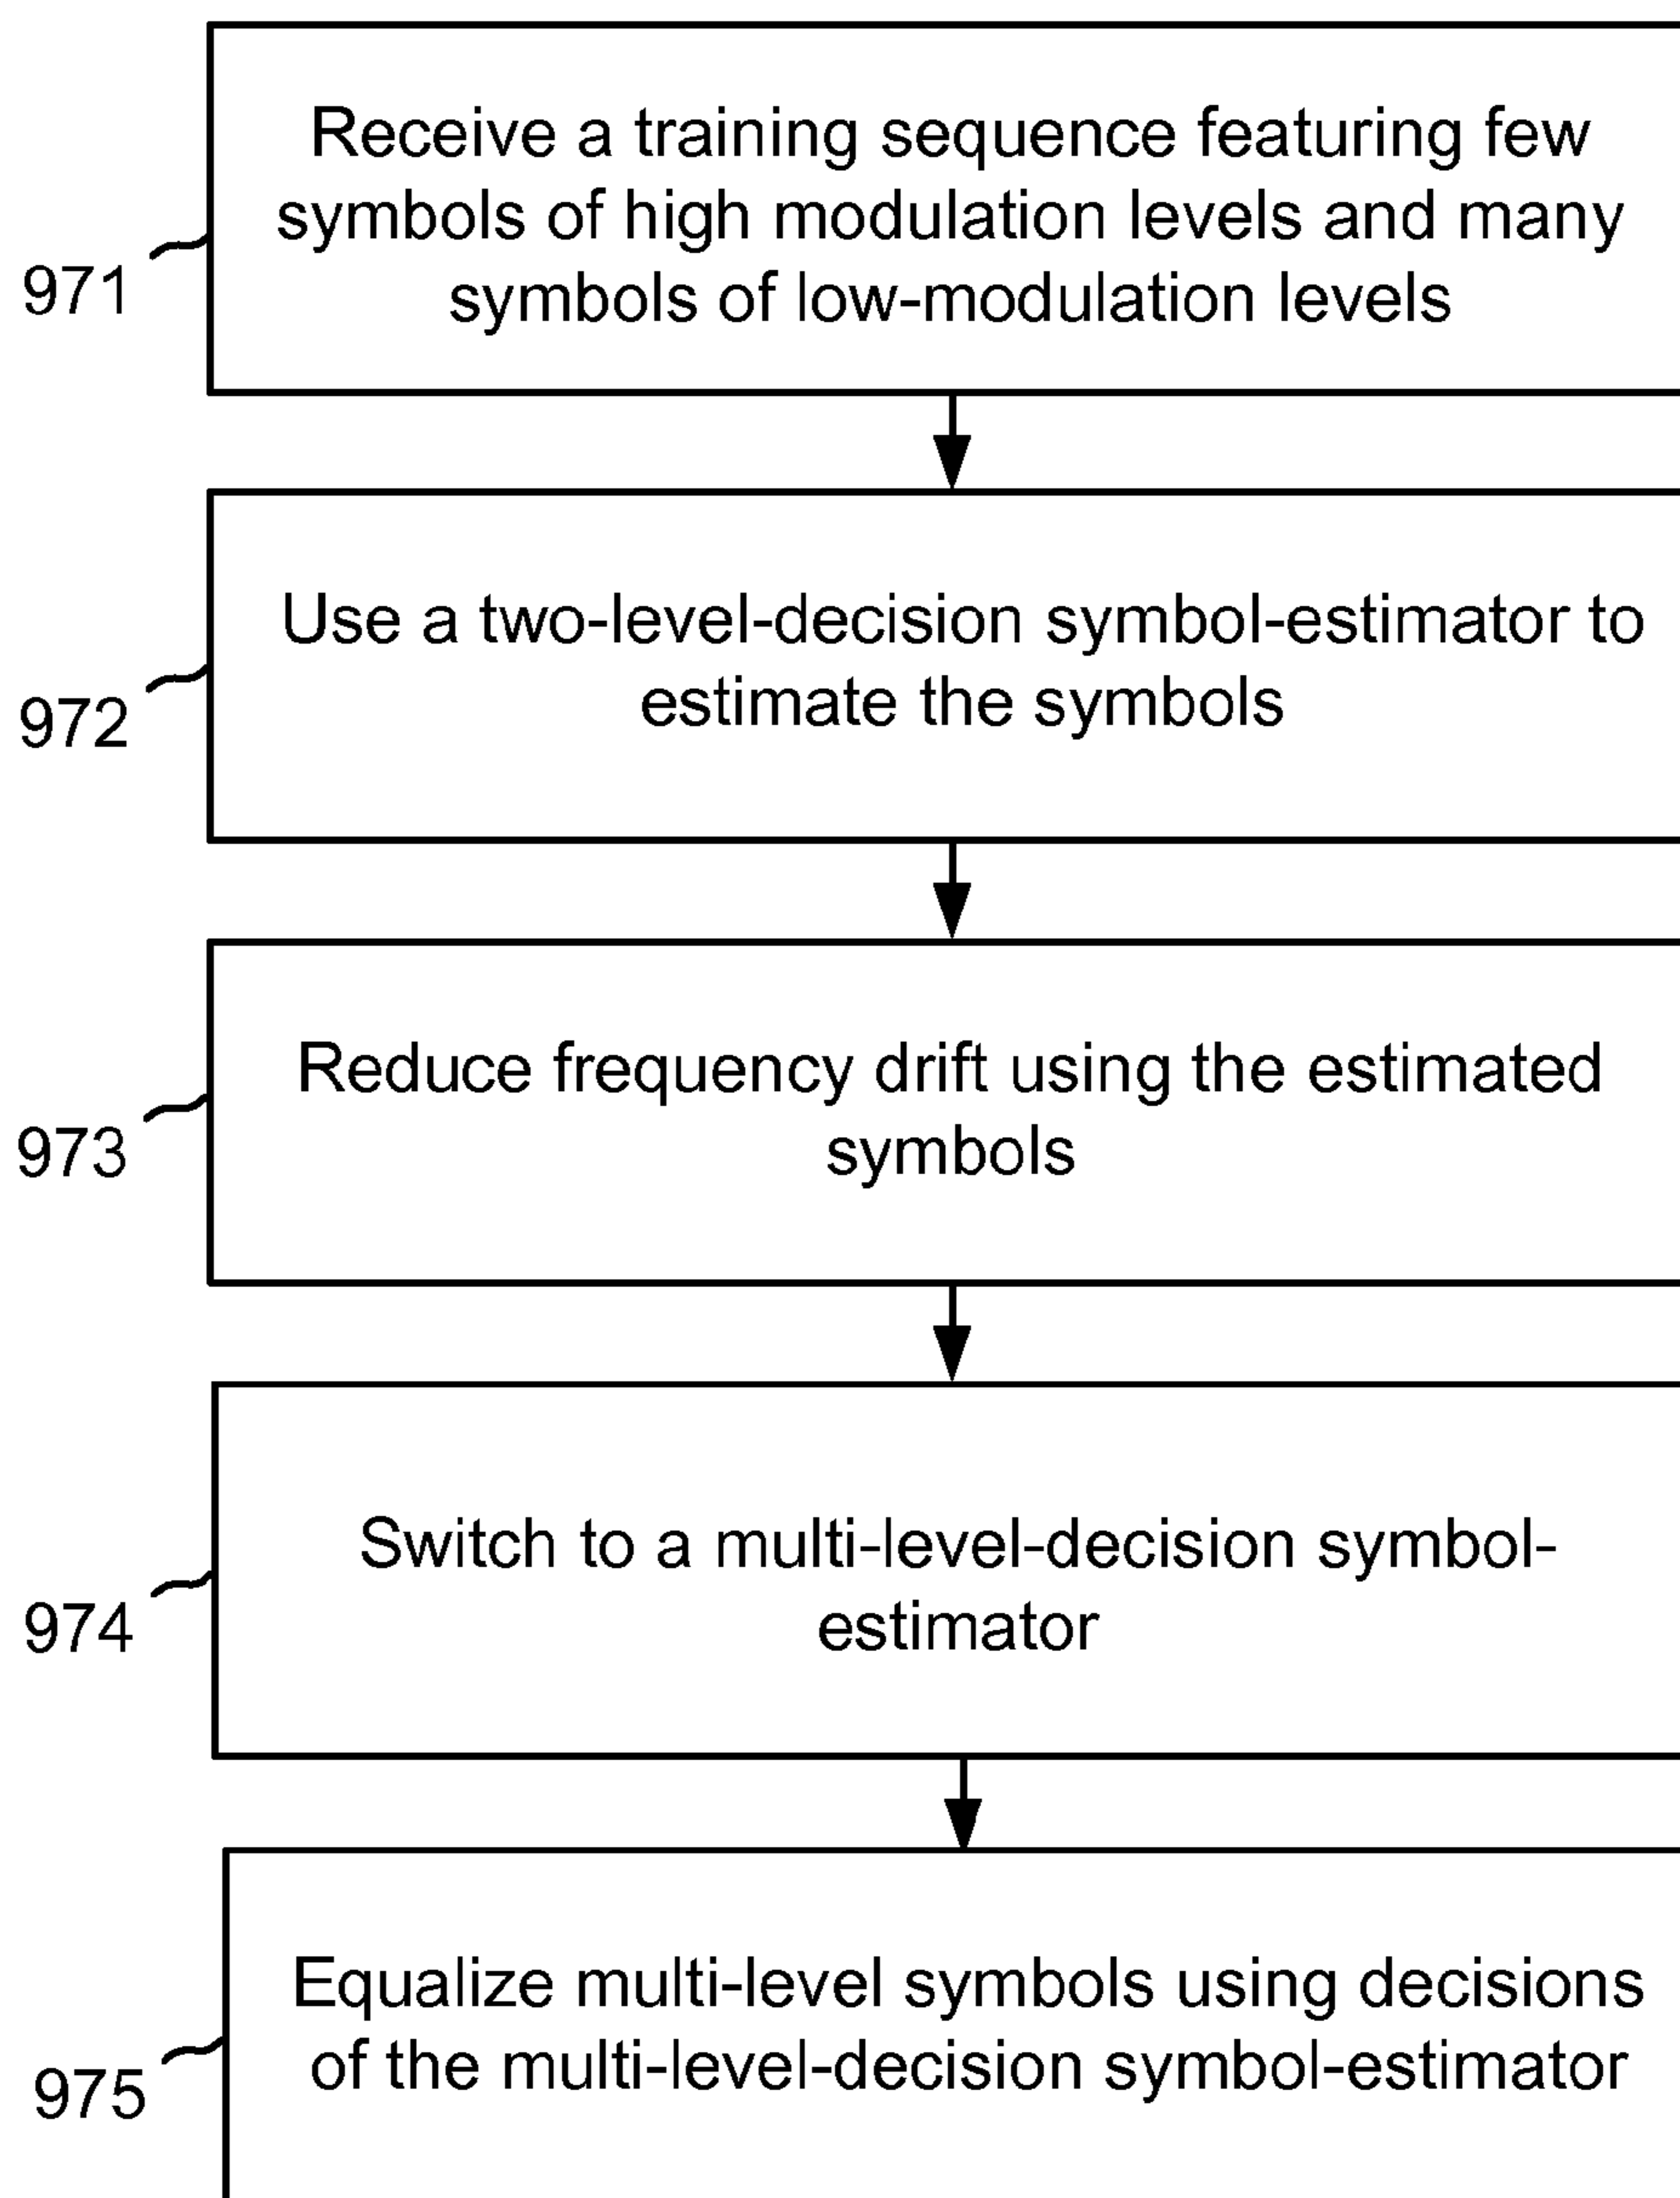 Receive a training sequence featuring few
symbols of high modulation levels and many
symbols of low-modulation levels
971
Use a two-level-decision symbol-estimator to
estimate the symbols
972
Reduce frequency drift using the estimated
symbols
973
Switch to a multi-level-decision symbol-
estimator
974
Equalize multi-level symbols using decisions
of the multi-level-decision symbol-estimator
975